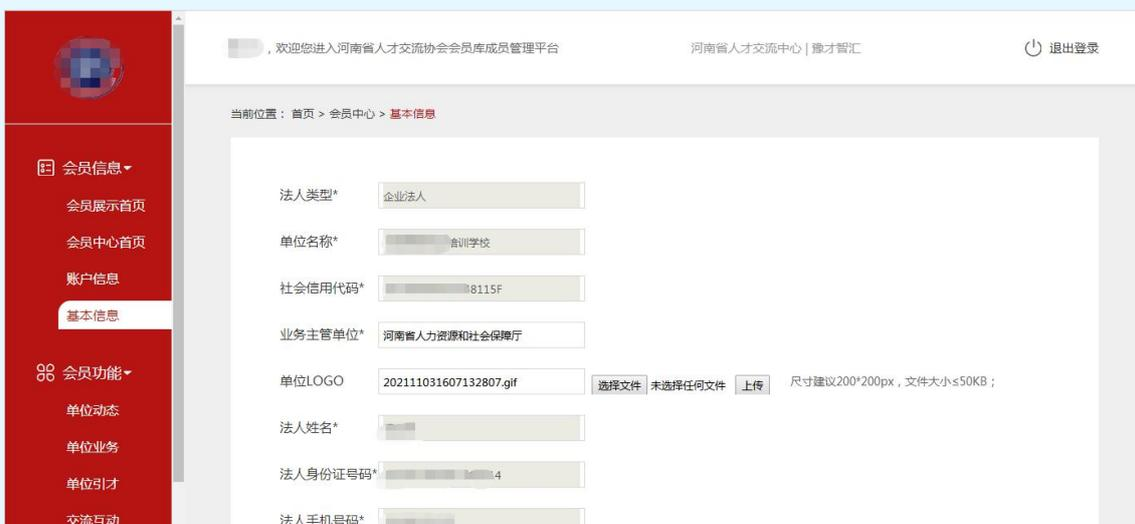 ，欢迎您进入河南省人才交流协会会员库成员管理平台
河南省人才交流中心 | 豫才智汇
退出登录
当前位置： 首页 > 会员中心 > 基本信息
会员信息
会员展示首页
会员中心首页
账户信息
基本信息
会员功能
单位动态
单位业务
单位引才
交流互动
法人类型* 企业法人
单位名称* 培训学校
社会信用代码* 8115F
业务主管单位* 河南省人力资源和社会保障厅
单位LOGO 202111031607132807.gif 选择文件 未选择任何文件 上传 尺寸建议200*200px，文件大小≤50KB；
法人姓名*
法人身份证号码* 4
法人手机号码*